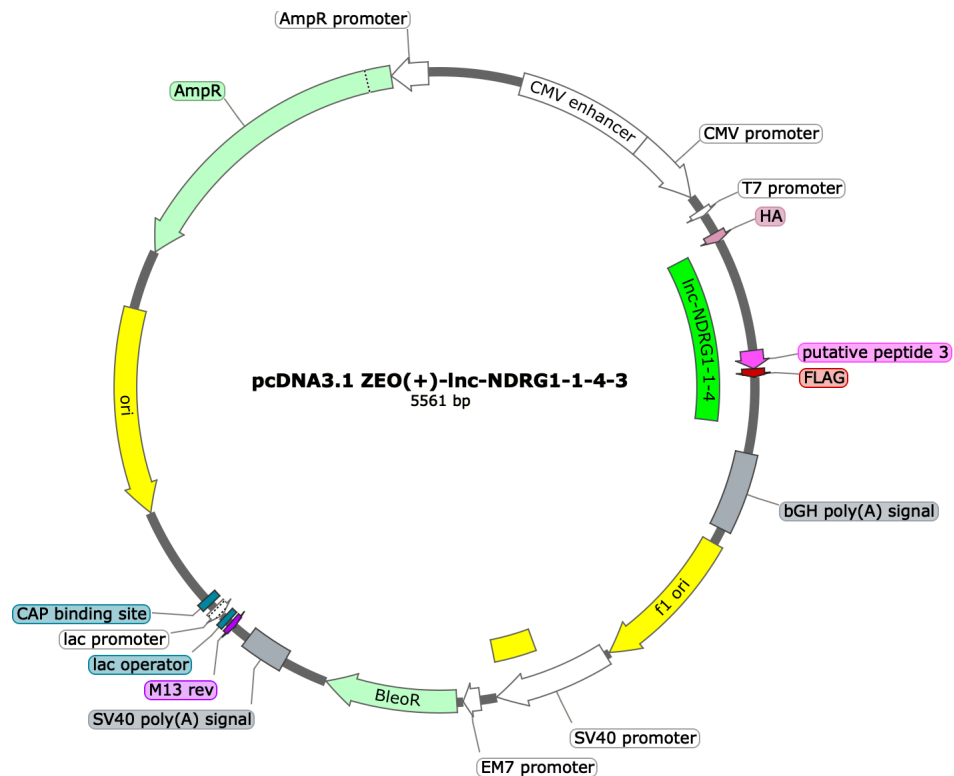 AmpR promoter
AmpR
CMV enhancer
CMV promoter
T7 promoter
HA
lnc-NDRG1-1-4
putative peptide 3
FLAG
pcDNA3.1 ZEO(+)-lnc-NDRG1-1-4-3
5561 bp
ori
bGH poly(A) signal
f1 ori
CAP binding site
lac promoter
lac operator
M13 rev
SV40 poly(A) signal
BleoR
SV40 promoter
EM7 promoter